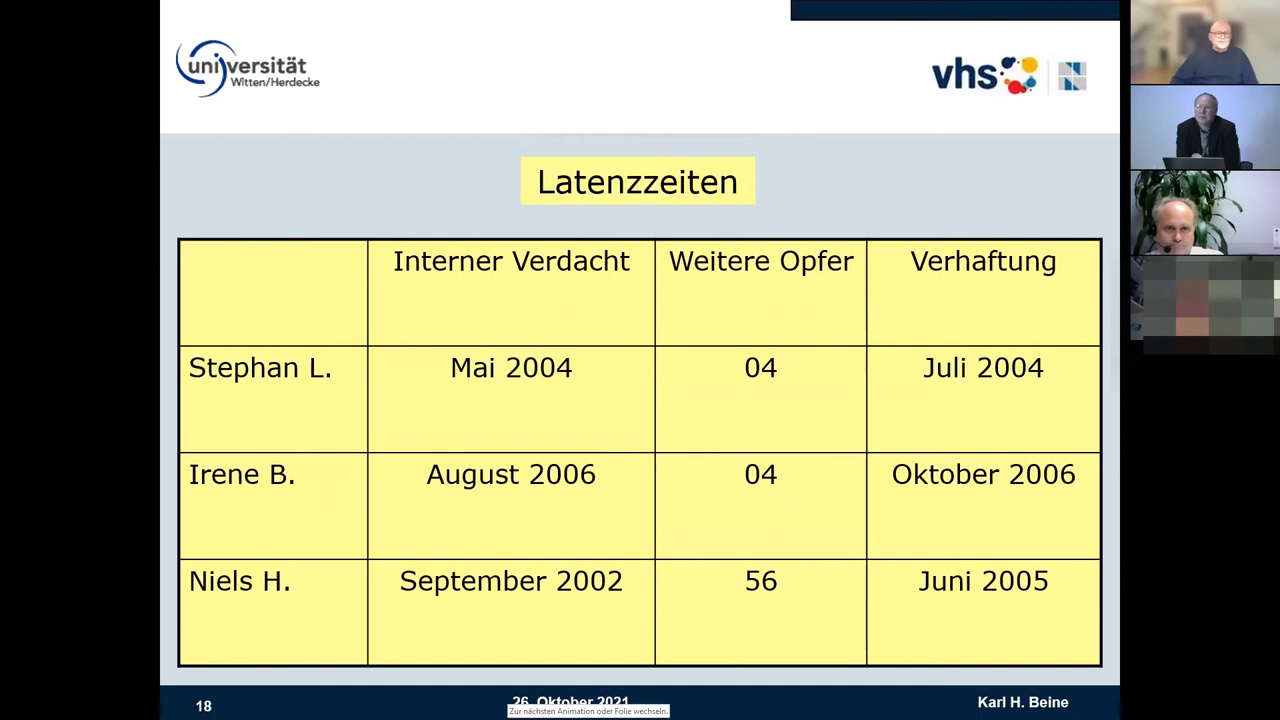 universität
Witten/Herdecke
vhs
Latenzzeiten
Interner Verdacht Weitere Opfer Verhaftung
Stephan L. Mai 2004 04 Juli 2004
Irene B. August 2006 04 Oktober 2006
Niels H. September 2002 56 Juni 2005
18 26. Oktober 2021 Karl H. Beine
Zur nächsten Animation oder Folie wechseln.